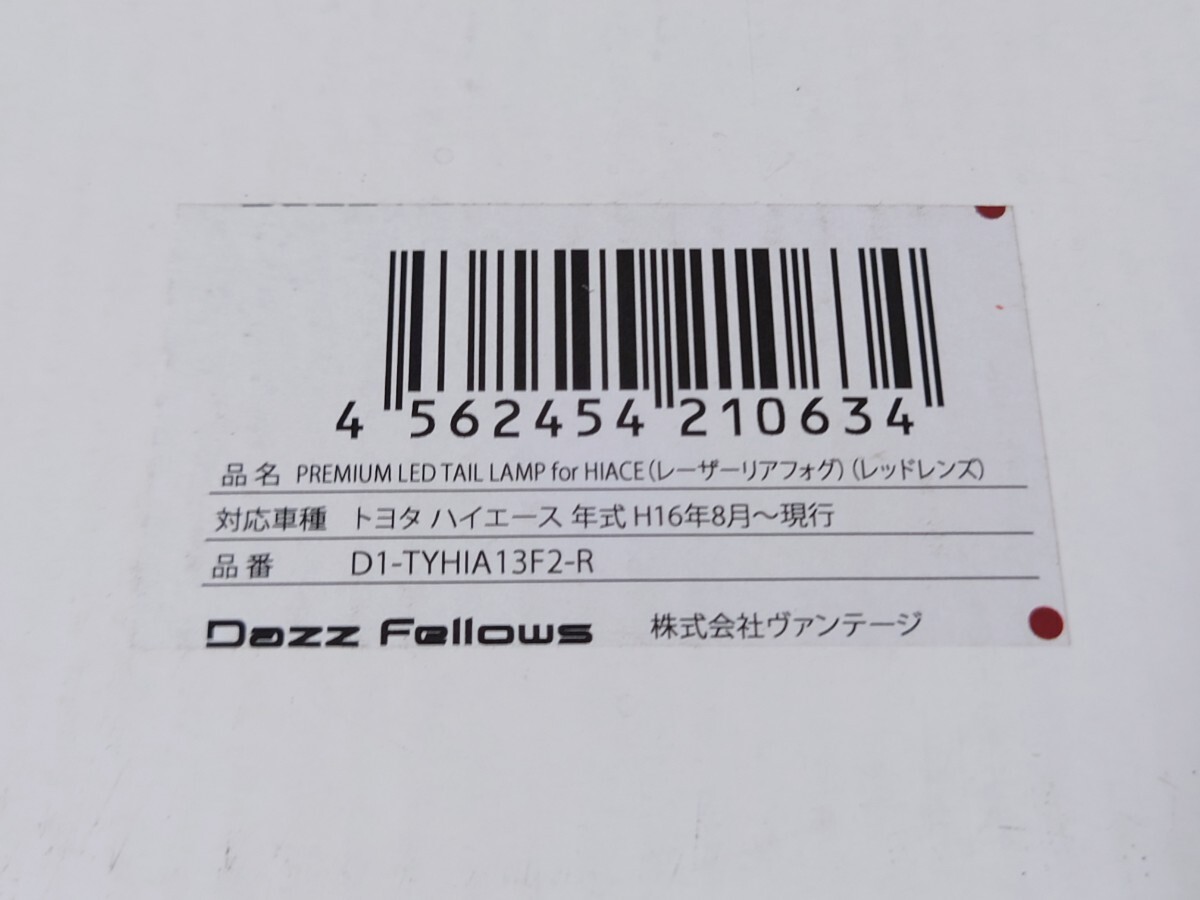 4 562454 210634
品名 PREMIUM LED TAIL LAMP for HIACE(レーザーリアフォグ)(レッドレンズ)
対応車種 トヨタ ハイエース 年式 H16年8月〜現行
品番 D1-TYHIA13F2-R
Dazz Fellows 株式会社ヴァンテージ